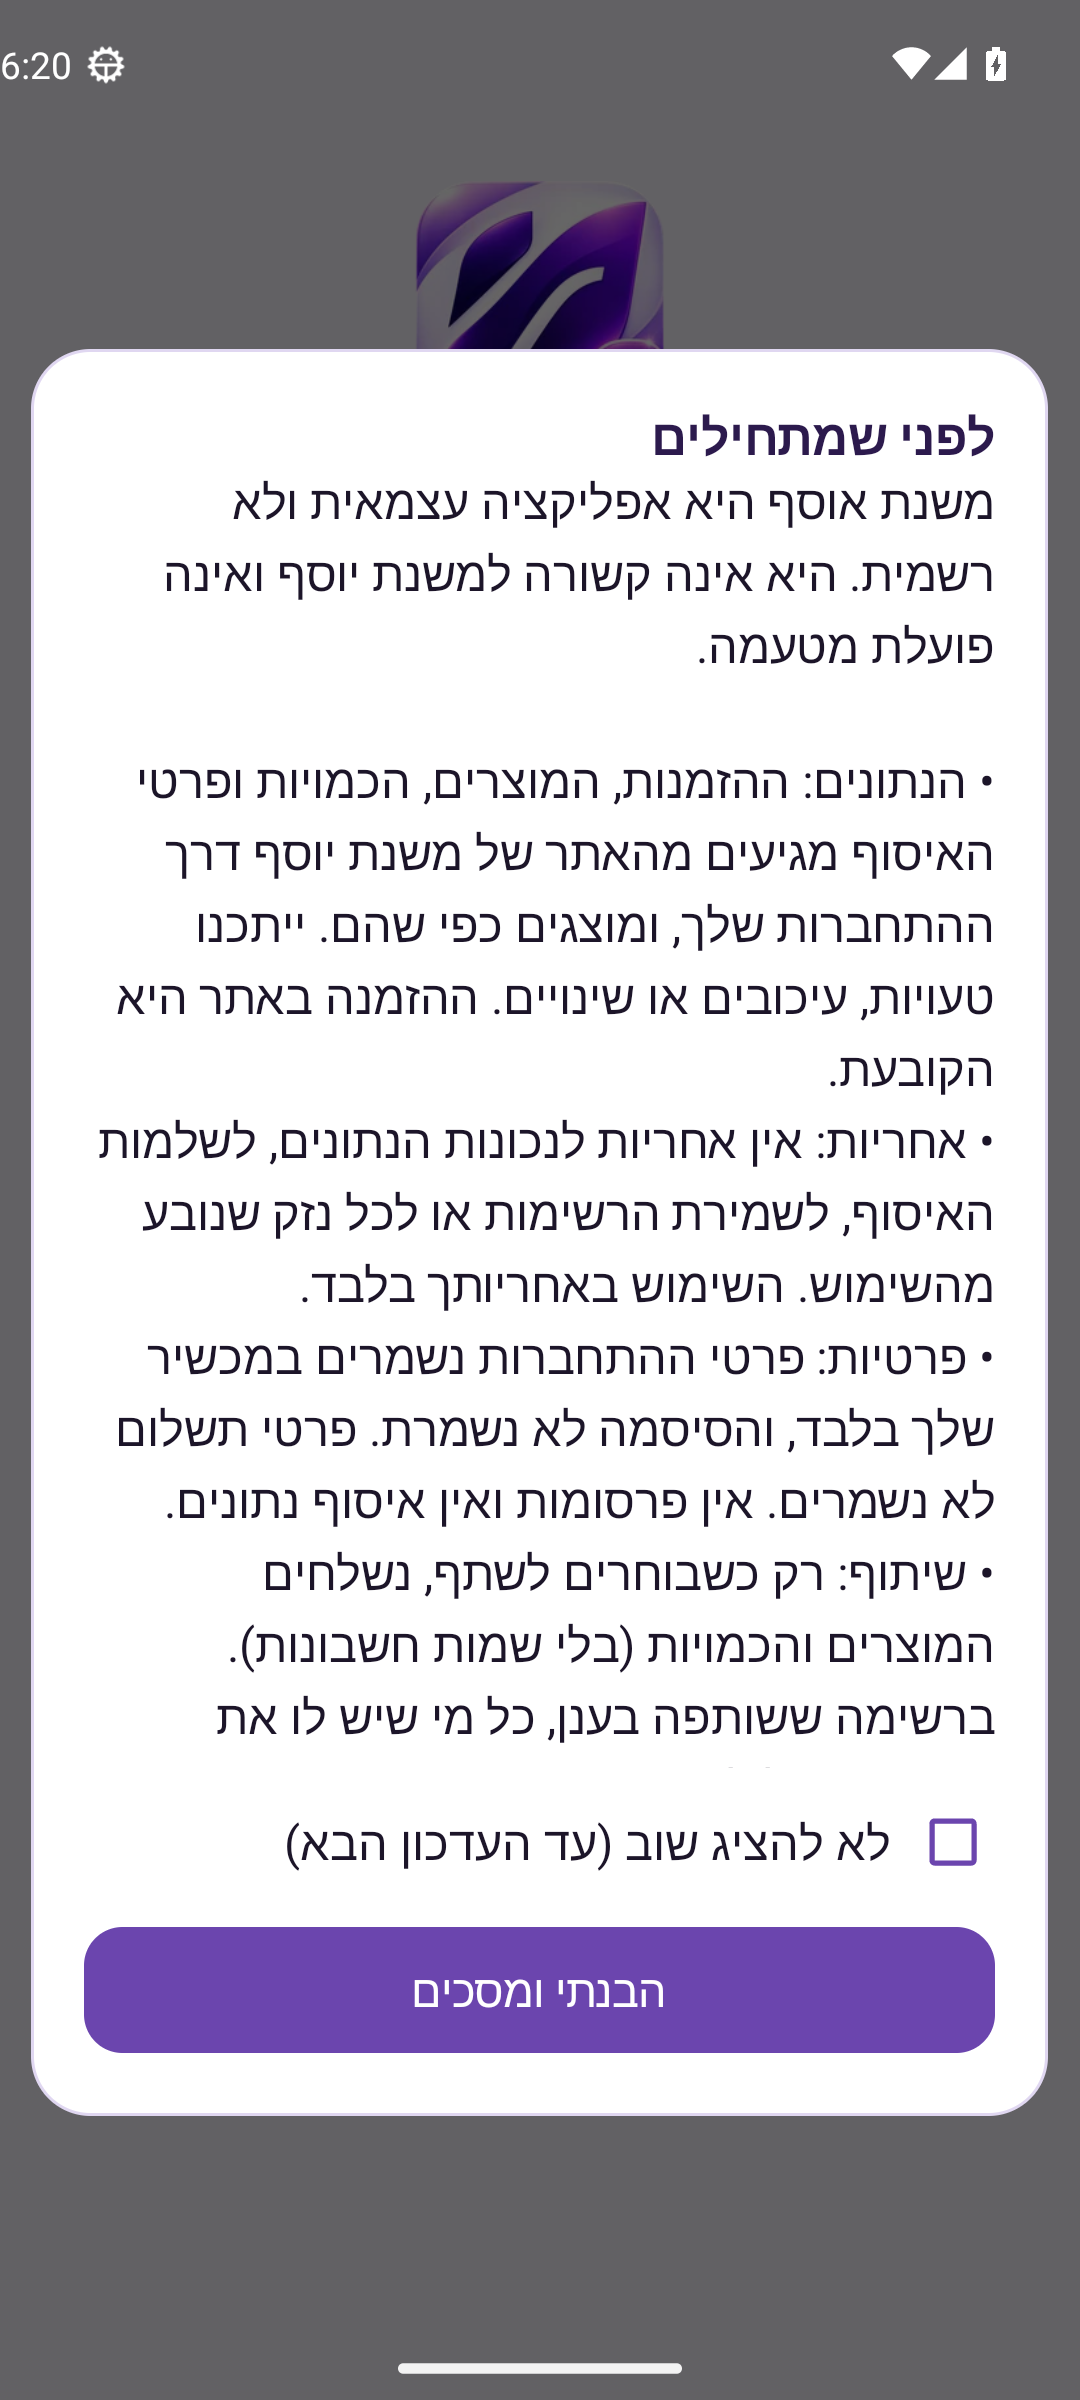 6:20
לפני שמתחילים
משנת אוסף היא אפליקציה עצמאית ולא
רשמית. היא אינה קשורה למשנת יוסף ואינה
פועלת מטעמה.
• הנתונים: ההזמנות, המוצרים, הכמויות ופרטי
האיסוף מגיעים מהאתר של משנת יוסף דרך
ההתחברות שלך, ומוצגים כפי שהם. ייתכנו
טעויות, עיכובים או שינויים. ההזמנה באתר היא
הקובעת.
• אחריות: אין אחריות לנכונות הנתונים, לשלמות
האיסוף, לשמירת הרשימות או לכל נזק שנובע
מהשימוש. השימוש באחריותך בלבד.
• פרטיות: פרטי ההתחברות נשמרים במכשיר
שלך בלבד, והסיסמה לא נשמרת. פרטי תשלום
לא נשמרים. אין פרסומות ואין איסוף נתונים.
• שיתוף: רק כשבוחרים לשתף, נשלחים
המוצרים והכמויות (בלי שמות חשבונות).
ברשימה ששותפה בענן, כל מי שיש לו את
לא להציג שוב (עד העדכון הבא)
הבנתי ומסכים